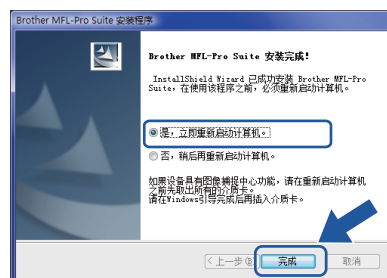 Brother MFL-Pro Suite 安装程序
Brother MFL-Pro Suite 安装完成!
InstallShield Wizard 已成功安装 Brother MFL-Pro
Suite，在使用该程序之前，必须重新启动计算机。
是，立即重新启动计算机。
否，稍后再重新启动计算机。
如果设备具有图像捕捉中心功能，请在重新启动计算机
之前先取出所有的介质卡。
请在Windows引导完成后再插入介质卡。
<上一步(B) 完成 取消